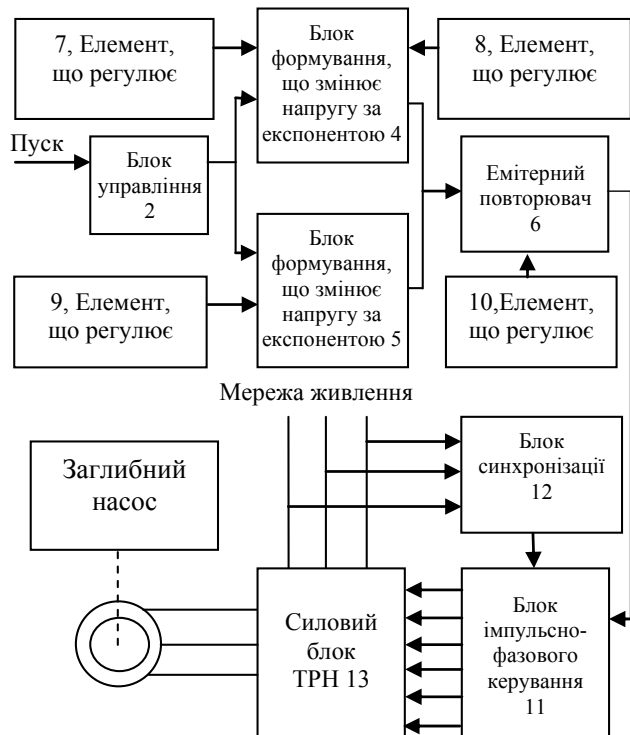 7, Елемент,
що регулює
Блок
формування,
що змінює
напругу за
експонентою 4
8, Елемент,
що регулює
Пуск
Блок
управління
2
Емітерний
повторювач
6
Блок
формування,
що змінює
напругу за
експонентою 5
9, Елемент,
що регулює
10,Елемент,
що регулює
Мережа живлення
Заглибний
насос
Блок
синхронізації
12
Силовий
блок
ТРН 13
Блок
імпульсно-
фазового
керування
11